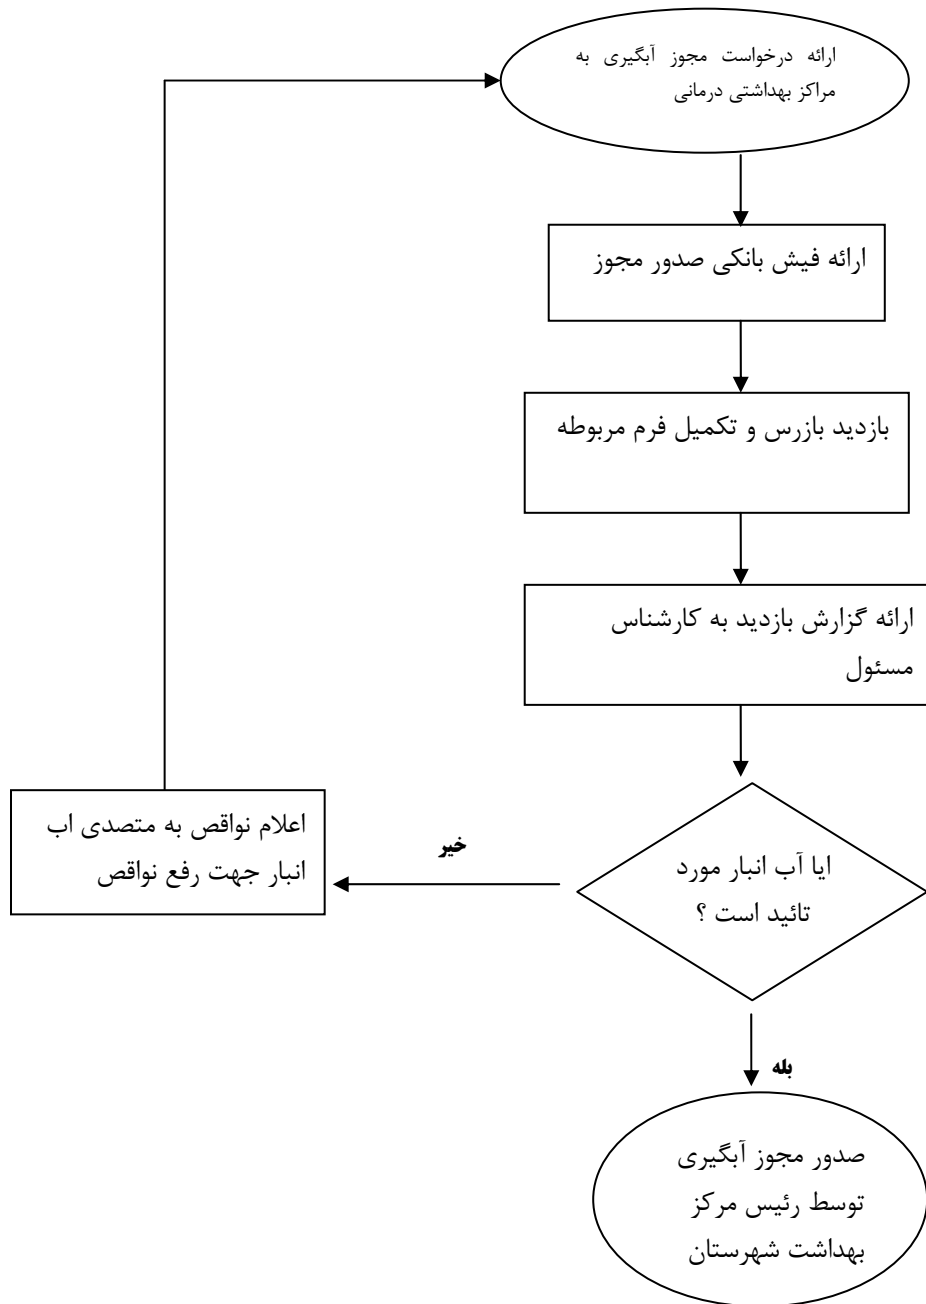 ارائه درخواست مجوز آبگیری به
مراکز بهداشتی درمانی
ارائه فیش بانکی صدور مجوز
بازدید بازرس و تکمیل فرم مربوطه
ارائه گزارش بازدید به کارشناس
مسئول
ایا آب انبار مورد
تائید است ؟
خیر
اعلام نواقص به متصدی اب
انبار جهت رفع نواقص
بله
صدور مجوز آبگیری
توسط رئیس مرکز
بهداشت شهرستان